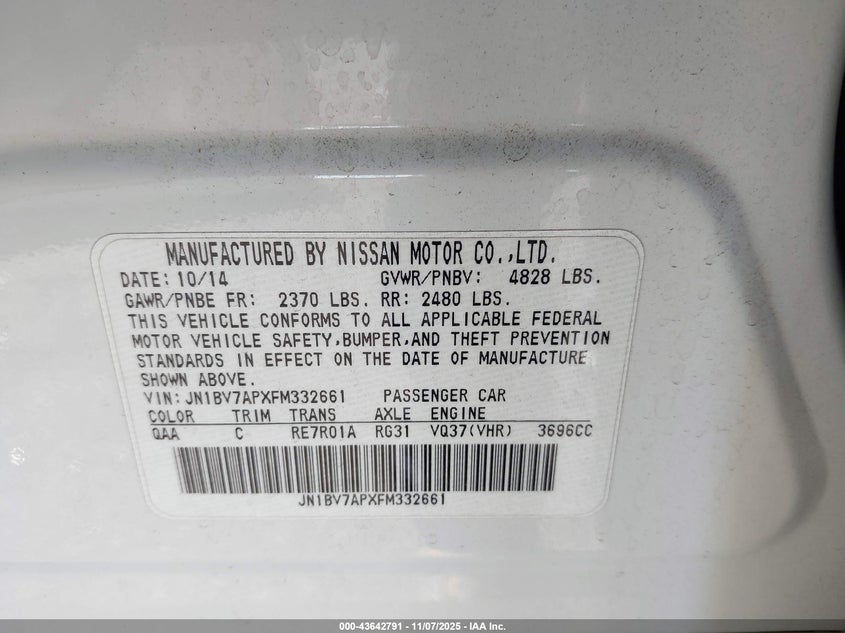 MANUFACTURED BY NISSAN MOTOR CO.,LTD.
DATE: 10/14 GVWR/PNBV: 4828 LBS.
GAWR/PNBE FR: 2370 LBS. RR: 2480 LBS.
THIS VEHICLE CONFORMS TO ALL APPLICABLE FEDERAL
MOTOR VEHICLE SAFETY,BUMPER,AND THEFT PREVENTION
STANDARDS IN EFFECT ON THE DATE OF MANUFACTURE
SHOWN ABOVE.
VIN: JN1BV7APXFM332661 PASSENGER CAR
COLOR TRIM TRANS AXLE ENGINE
QAA C RE7R01A RG31 VQ37(VHR) 3696CC
JN1BV7APXFM332661
000-43642791 - 11/07/2025 - IAA Inc.